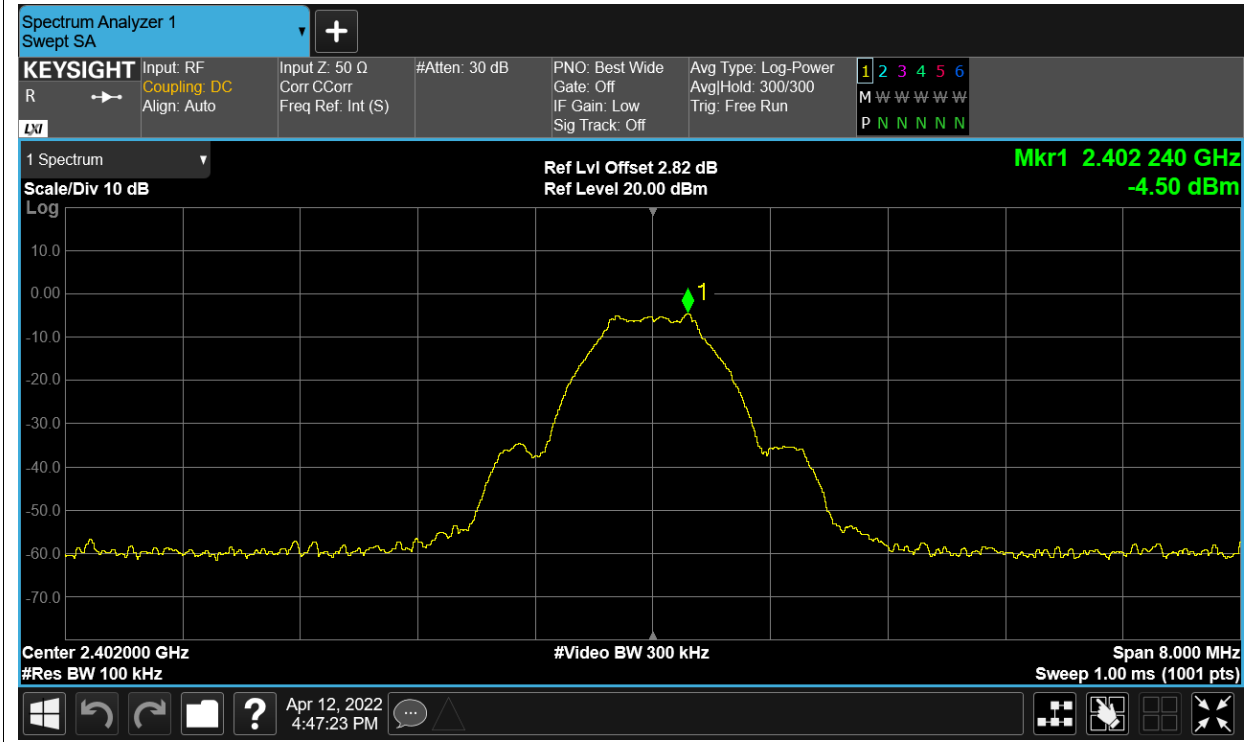 Spectrum Analyzer 1
Swept SA
KEYSIGHT
R
LXI
Input: RF
Coupling: DC
Align: Auto
Input Z: 50 Ω
Corr CCorr
Freq Ref: Int (S)
#Atten: 30 dB
PNO: Best Wide
Gate: Off
IF Gain: Low
Sig Track: Off
Avg Type: Log-Power
Avg|Hold: 300/300
Trig: Free Run
1 2 3 4 5 6
M W W W W W
P N N N N N
1 Spectrum
Scale/Div 10 dB
Log
Ref Lvl Offset 2.82 dB
Ref Level 20.00 dBm
Mkr1 2.402 240 GHz
-4.50 dBm
10.0
0.00
-10.0
-20.0
-30.0
-40.0
-50.0
-60.0
-70.0
1
Center 2.402000 GHz
#Res BW 100 kHz
#Video BW 300 kHz
Span 8.000 MHz
Sweep 1.00 ms (1001 pts)
?
Apr 12, 2022
4:47:23 PM